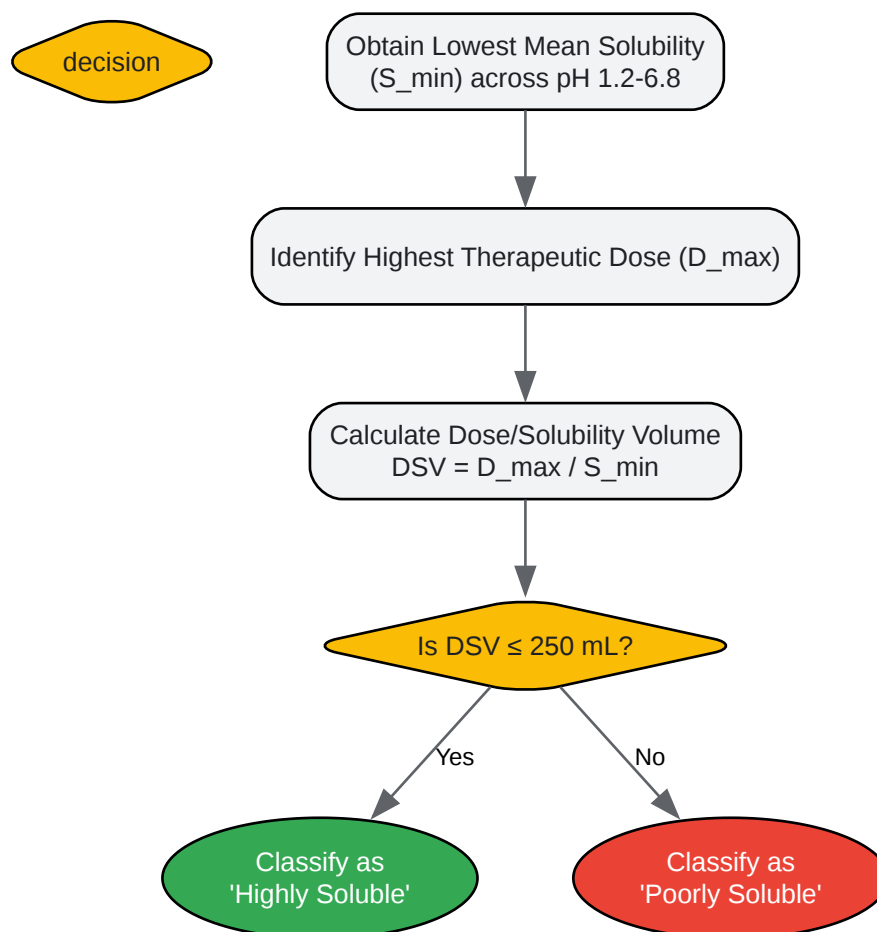 decision
Obtain Lowest Mean Solubility
(S_min) across pH 1.2-6.8
Identify Highest Therapeutic Dose (D_max)
Calculate Dose/Solubility Volume
DSV = D_max / S_min
Is DSV ≤ 250 mL?
Yes
No
Classify as
'Highly Soluble'
Classify as
'Poorly Soluble'